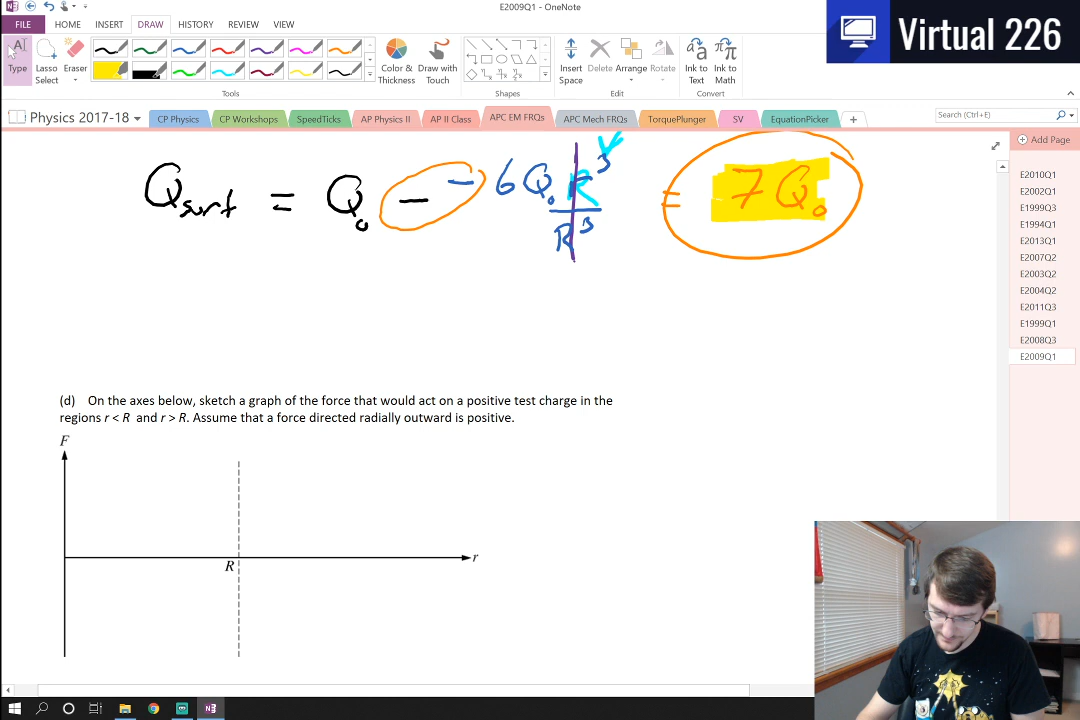 E2009Q1 - OneNote
Virtual 226
FILE HOME INSERT DRAW HISTORY REVIEW VIEW
Type Lasso Select Eraser Color & Thickness Draw with Touch Insert Space Delete Arrange Rotate Ink to Text Ink to Math
Tools Shapes Edit Convert
Physics 2017-18 CP Physics CP Workshops SpeedTicks AP Physics II AP II Class APC EM FRQs APC Mech FRQs TorquePlunger SV EquationPicker Search (Ctrl+E)
Add Page
E2010Q1
E2002Q1
E1999Q3
E1994Q1
E2013Q1
E2007Q2
E2003Q2
E2004Q2
E2011Q3
E1999Q1
E2008Q3
E2009Q1
Qsurf = Q₀ - -6Q₀r³/R³ = 7Q₀
R
(d) On the axes below, sketch a graph of the force that would act on a positive test charge in the
regions r < R and r > R. Assume that a force directed radially outward is positive.
F
R
r